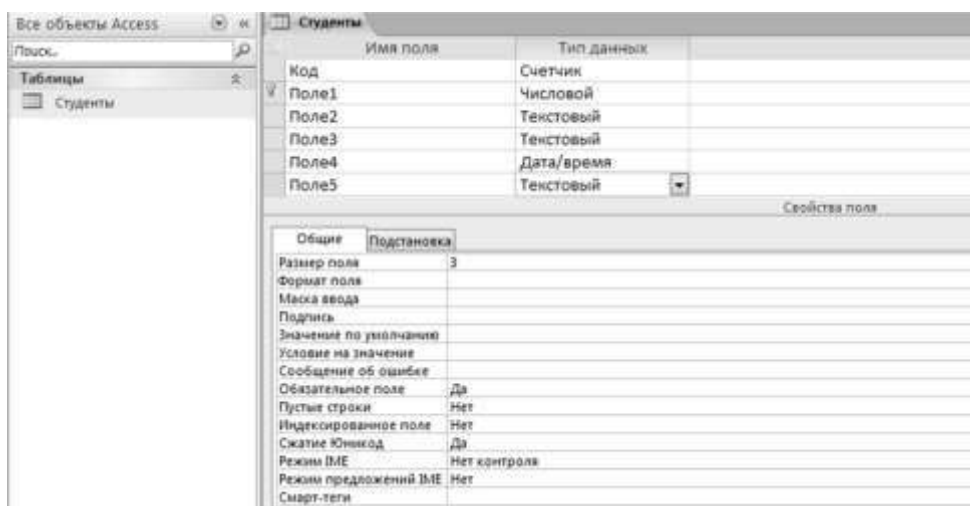 Все объекты Access
Поиск...
Таблицы
Студенты
Студенты
Имя поля Тип данных
Код Счетчик
Поле1 Числовой
Поле2 Текстовый
Поле3 Текстовый
Поле4 Дата/время
Поле5 Текстовый
Свойства поля
Общие Подстановка
Размер поля 3
Формат поля
Маска ввода
Подпись
Значение по умолчанию
Условие на значение
Сообщение об ошибке
Обязательное поле Да
Пустые строки Нет
Индексированное поле Нет
Сжатие Юникод Да
Режим IME Нет контроля
Режим предложений IME Нет
Смарт-теги